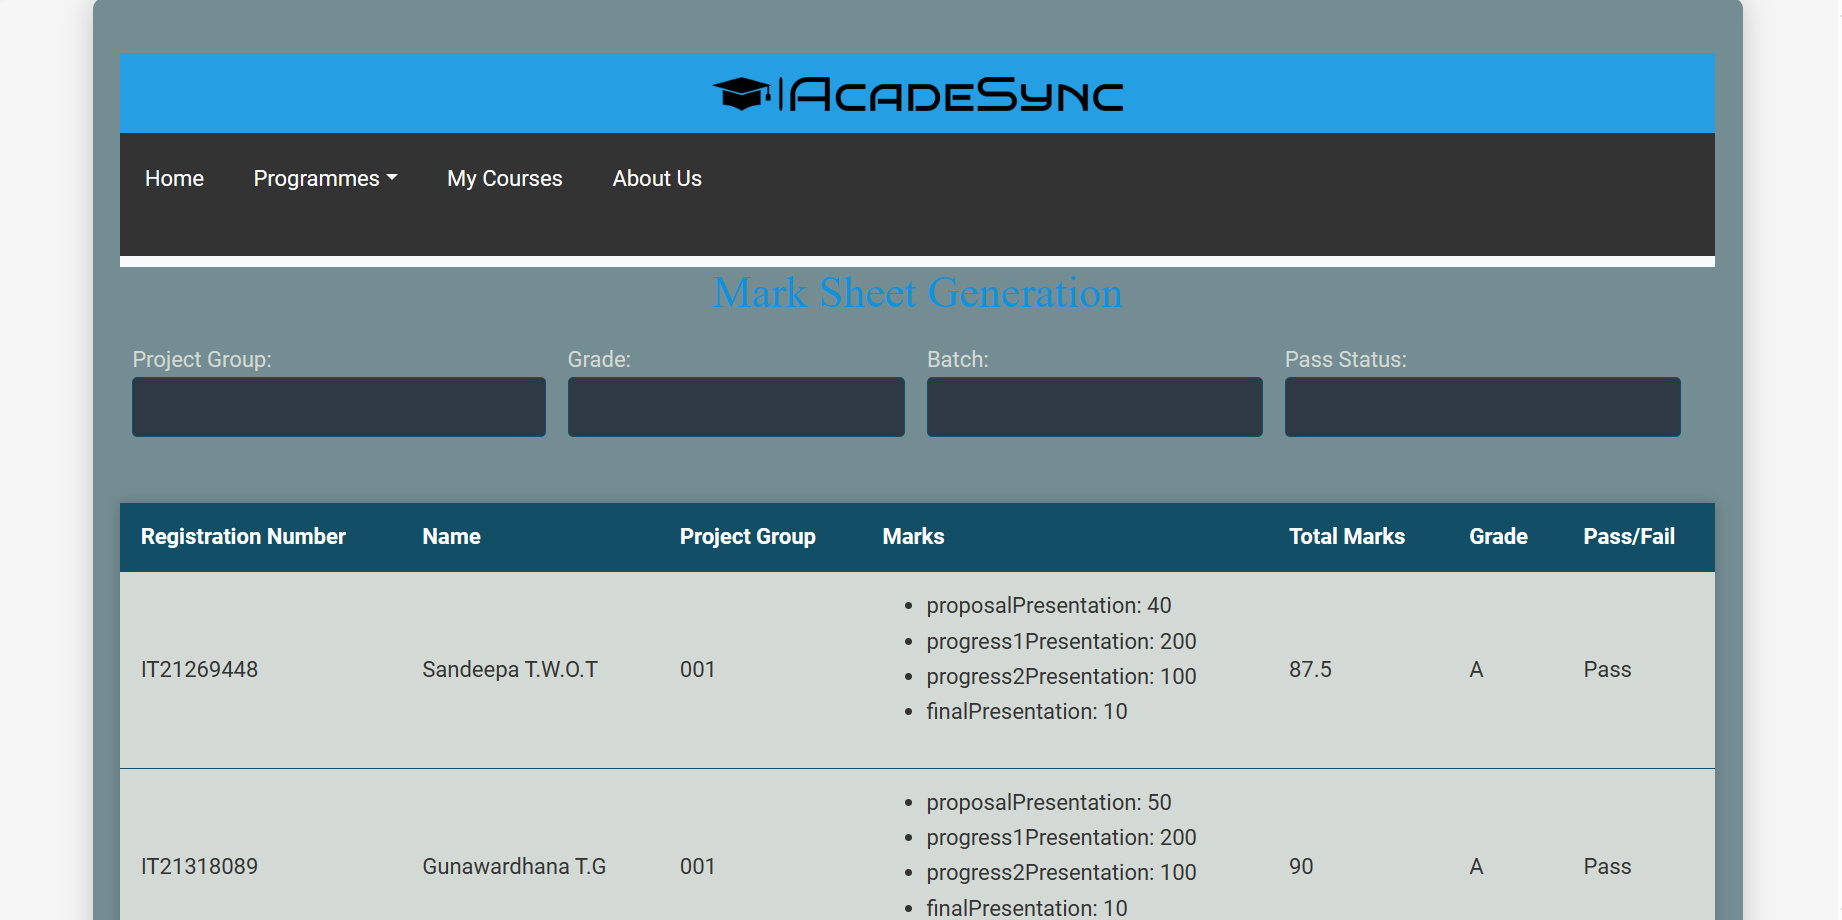 AcadeSync
Home Programmes My Courses About Us
Mark Sheet Generation
Project Group: Grade: Batch: Pass Status:
Registration Number Name Project Group Marks Total Marks Grade Pass/Fail
proposalPresentation: 40
progress1Presentation: 200
IT21269448 Sandeepa T.W.O.T 001 87.5 A Pass
progress2Presentation: 100
finalPresentation: 10
proposalPresentation: 50
progress1Presentation: 200
IT21318089 Gunawardhana T.G 001 90 A Pass
progress2Presentation: 100
finalPresentation: 10